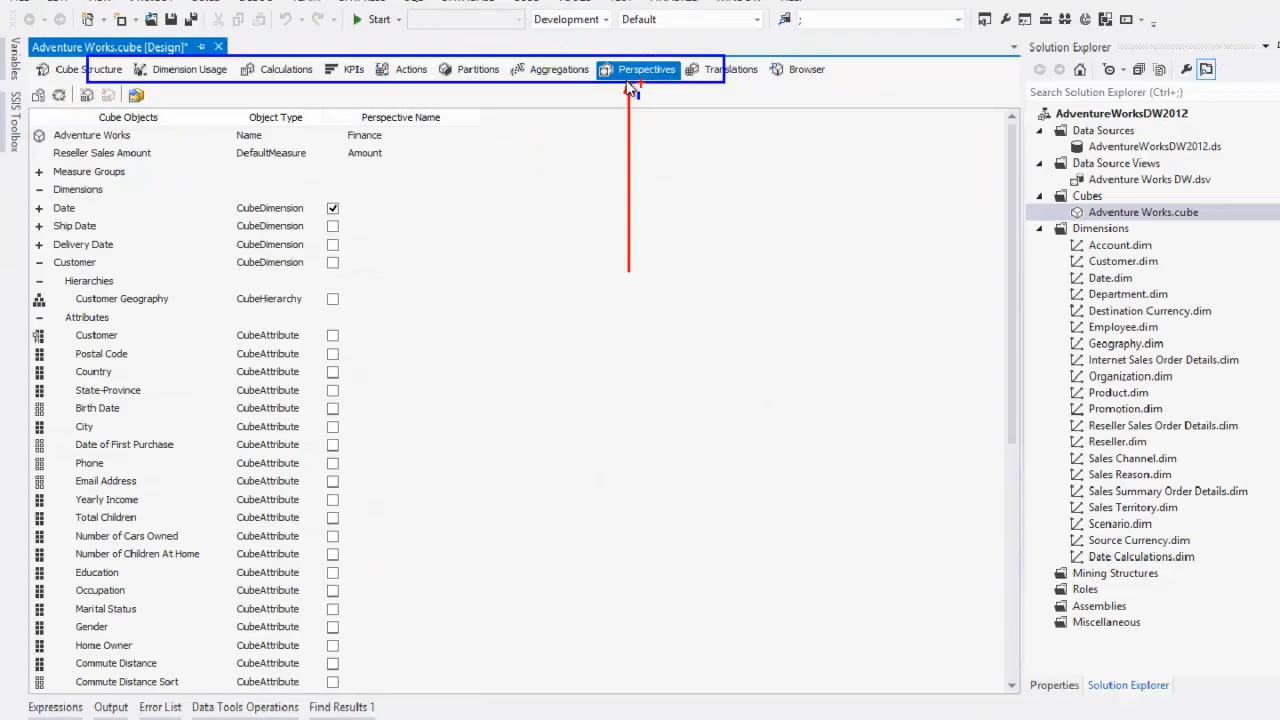 Start
Development
Default
;
Adventure Works.cube [Design]*
Solution Explorer
Variables
SSIS Toolbox
Cube Structure Dimension Usage Calculations KPIs Actions Partitions Aggregations Perspectives Translations Browser
Search Solution Explorer (Ctrl+;)
Cube Objects Object Type Perspective Name
Adventure Works Name Finance
Reseller Sales Amount DefaultMeasure Amount
Measure Groups
Dimensions
Date CubeDimension
Ship Date CubeDimension
Delivery Date CubeDimension
Customer CubeDimension
Hierarchies
Customer Geography CubeHierarchy
Attributes
Customer CubeAttribute
Postal Code CubeAttribute
Country CubeAttribute
State-Province CubeAttribute
Birth Date CubeAttribute
City CubeAttribute
Date of First Purchase CubeAttribute
Phone CubeAttribute
Email Address CubeAttribute
Yearly Income CubeAttribute
Total Children CubeAttribute
Number of Cars Owned CubeAttribute
Number of Children At Home CubeAttribute
Education CubeAttribute
Occupation CubeAttribute
Marital Status CubeAttribute
Gender CubeAttribute
Home Owner CubeAttribute
Commute Distance CubeAttribute
Commute Distance Sort CubeAttribute
AdventureWorksDW2012
Data Sources
AdventureWorksDW2012.ds
Data Source Views
Adventure Works DW.dsv
Cubes
Adventure Works.cube
Dimensions
Account.dim
Customer.dim
Date.dim
Department.dim
Destination Currency.dim
Employee.dim
Geography.dim
Internet Sales Order Details.dim
Organization.dim
Product.dim
Promotion.dim
Reseller Sales Order Details.dim
Reseller.dim
Sales Channel.dim
Sales Reason.dim
Sales Summary Order Details.dim
Sales Territory.dim
Scenario.dim
Source Currency.dim
Date Calculations.dim
Mining Structures
Roles
Assemblies
Miscellaneous
Properties Solution Explorer
Expressions Output Error List Data Tools Operations Find Results 1